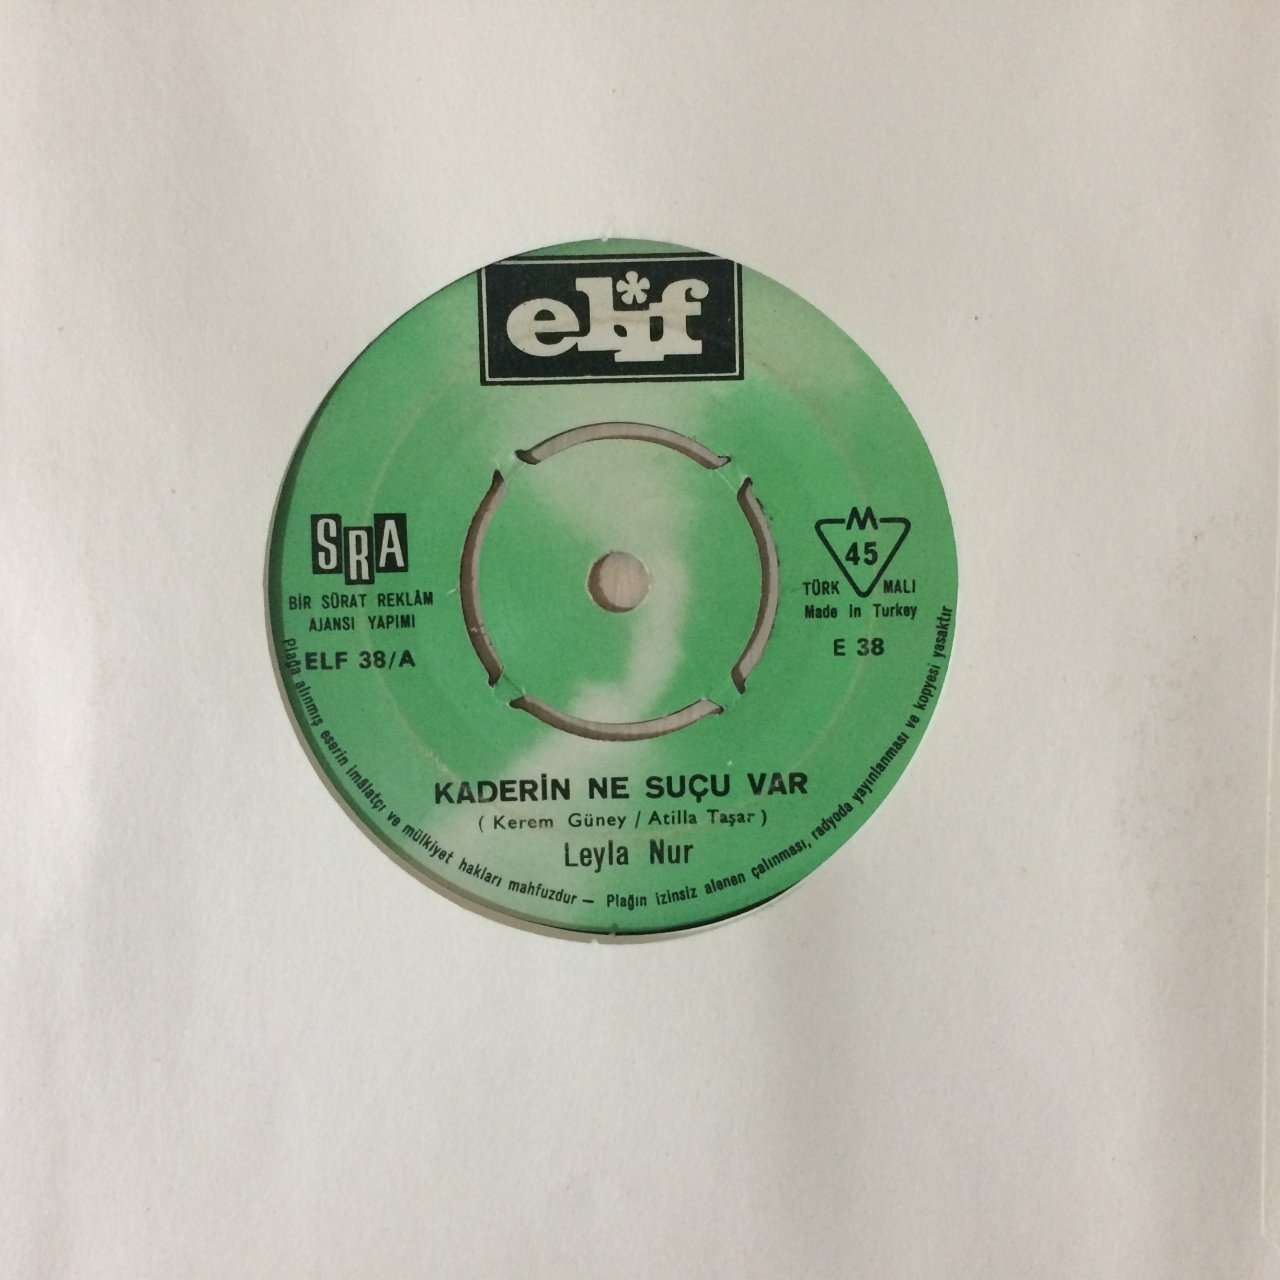 elif
SRA
BİR SÜRAT REKLÂM
AJANSI YAPIMI
ELF 38/A
M
45
TÜRK MALI
Made in Turkey
E 38
KADERİN NE SUÇU VAR
( Kerem Güney / Atilla Taşar )
Leyla Nur
Plağa alınmış eserin imâlatçı ve mülkiyet hakları mahfuzdur — Plağın izinsiz alenen çalınması, radyoda yayınlanması ve kopyesi yasaktır